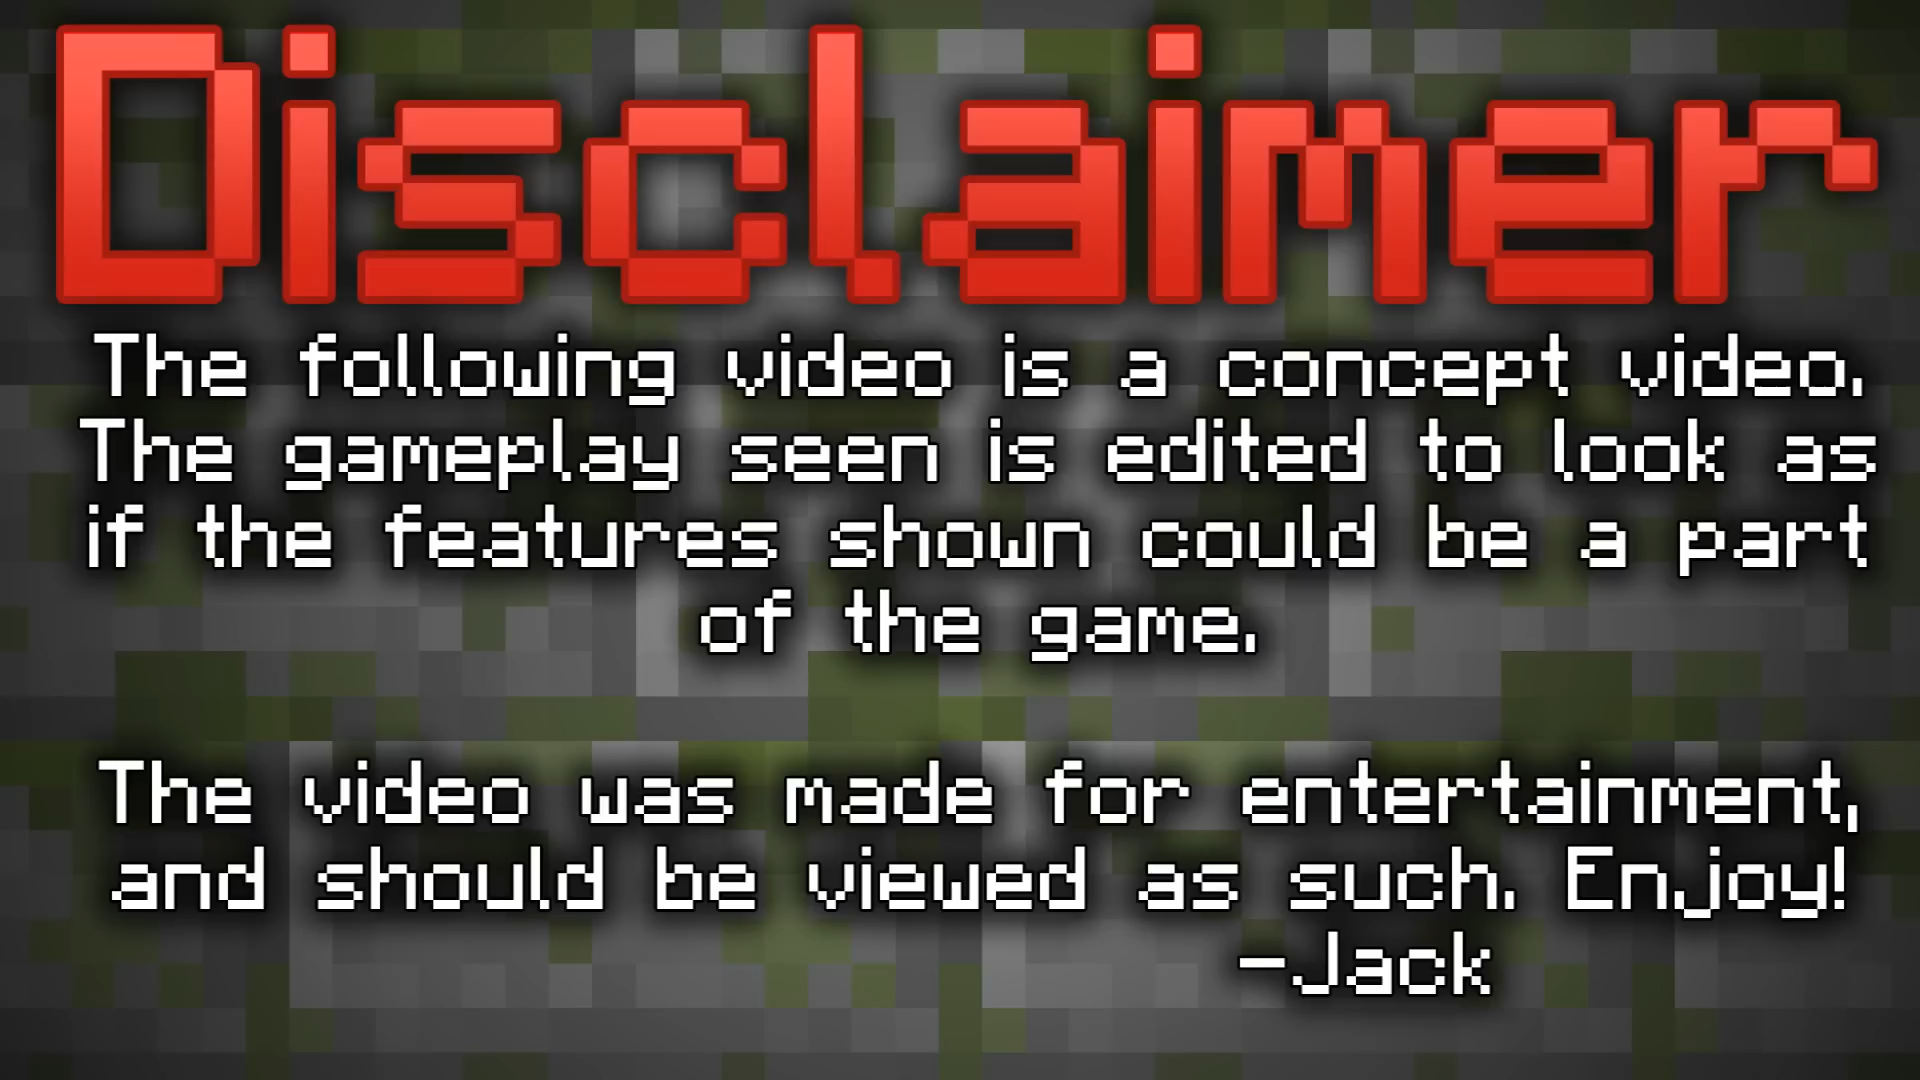 Disclaimer
The following video is a concept video.
The gameplay seen is edited to look as
if the features shown could be a part
of the game.
The video was made for entertainment,
and should be viewed as such. Enjoy!
-Jack